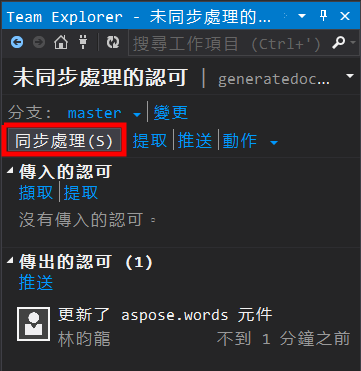 Team Explorer - 未同步處理的...
搜尋工作項目 (Ctrl+')
未同步處理的認可 | generatedoc...
分支: master 變更
同步處理(S) 提取 推送 動作
傳入的認可
擷取 提取
沒有傳入的認可。
傳出的認可 (1)
推送
更新了 aspose.words 元件
林昀龍 不到 1 分鐘之前